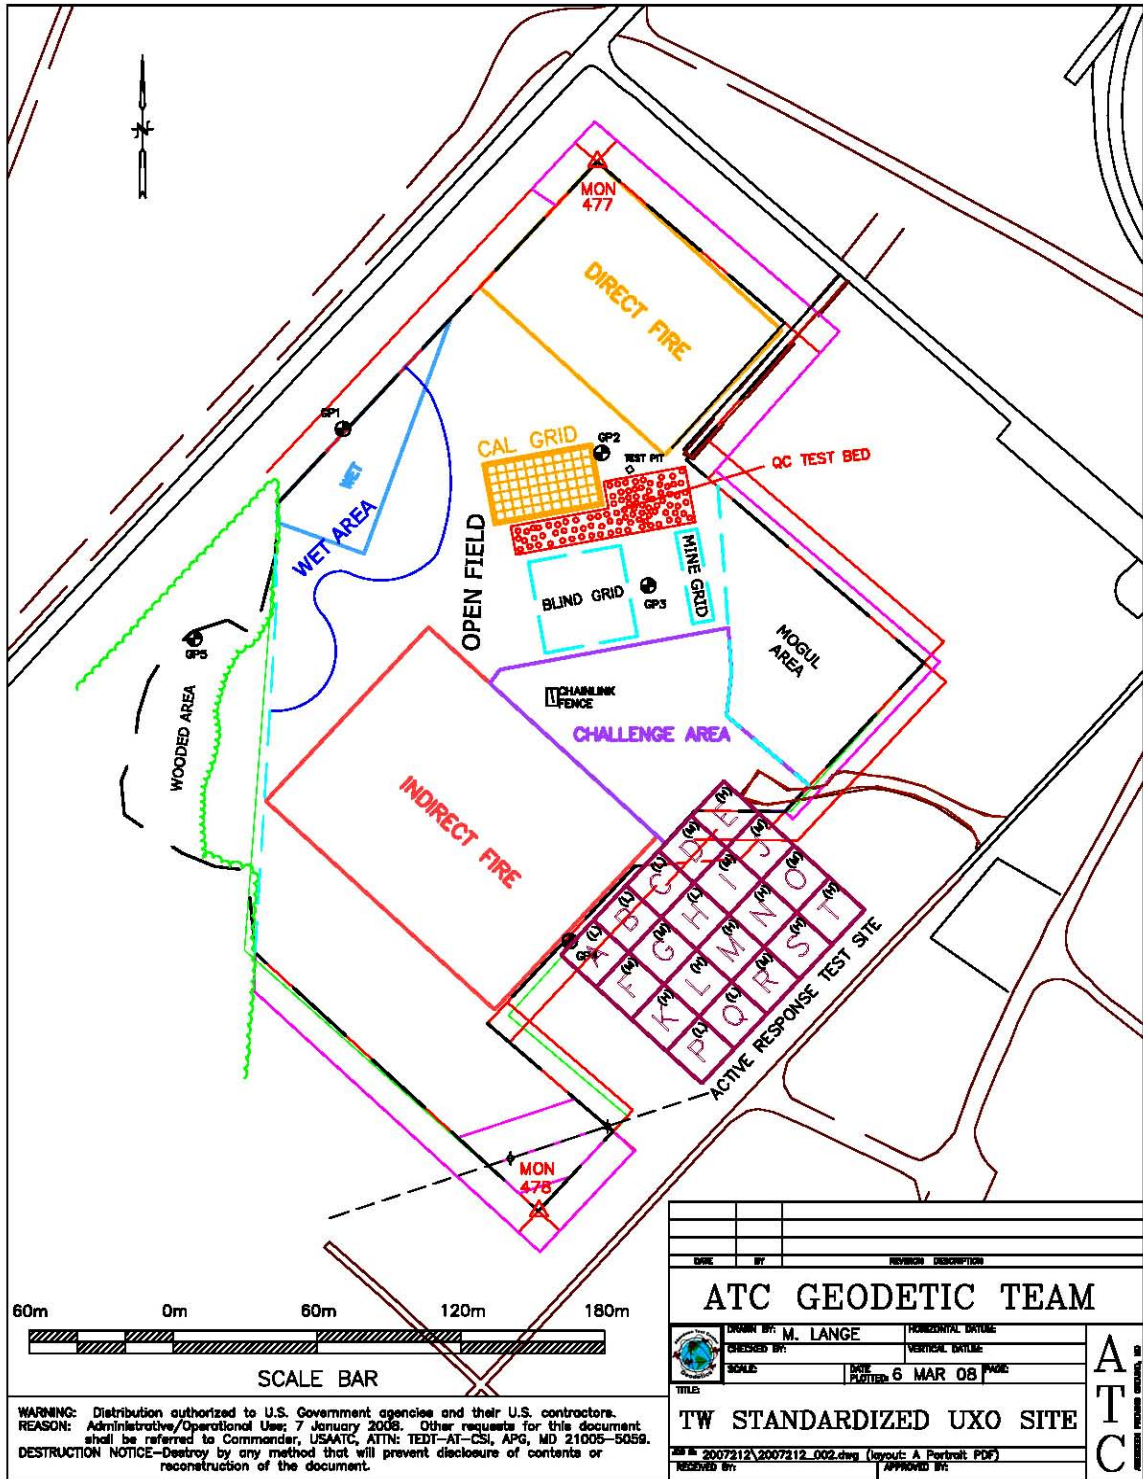 MON
477
DIRECT FIRE
GP1
WET
WET AREA
CAL GRID
GP2
TEST PIT
QC TEST BED
OPEN FIELD
BLIND GRID
GP3
MINE GRID
MOGUL
AREA
GP5
WOODED AREA
CHAINLINK
FENCE
CHALLENGE AREA
INDIRECT FIRE
A (L)
B (L)
C (L)
D (M)
E (H)
F (M)
G (M)
H (L)
I (M)
J (M)
K (H)
L (H)
M (H)
N (H)
O (M)
P (L)
Q (L)
R (M)
S (H)
T (H)
ACTIVE RESPONSE TEST SITE
MON
478
60m 0m 60m 120m 180m
SCALE BAR
WARNING: Distribution authorized to U.S. Government agencies and their U.S. contractors.
REASON: Administrative/Operational Use; 7 January 2008. Other requests for this document
shall be referred to Commander, USAATC, ATTN: TEDT-AT-CSI, APG, MD 21005-5059.
DESTRUCTION NOTICE-Destroy by any method that will prevent disclosure of contents or
reconstruction of the document.
DATE BY REVISION DESCRIPTION
ATC GEODETIC TEAM
DRAWN BY: M. LANGE HORIZONTAL DATUM:
CHECKED BY: VERTICAL DATUM:
SCALE: DATE PLOTTED: 6 MAR 08 PAGE:
TITLE:
TW STANDARDIZED UXO SITE
JOB #: 2007212\2007212_002.dwg (layout: A Portrait PDF)
RECEIVED BY: APPROVED BY:
ATC